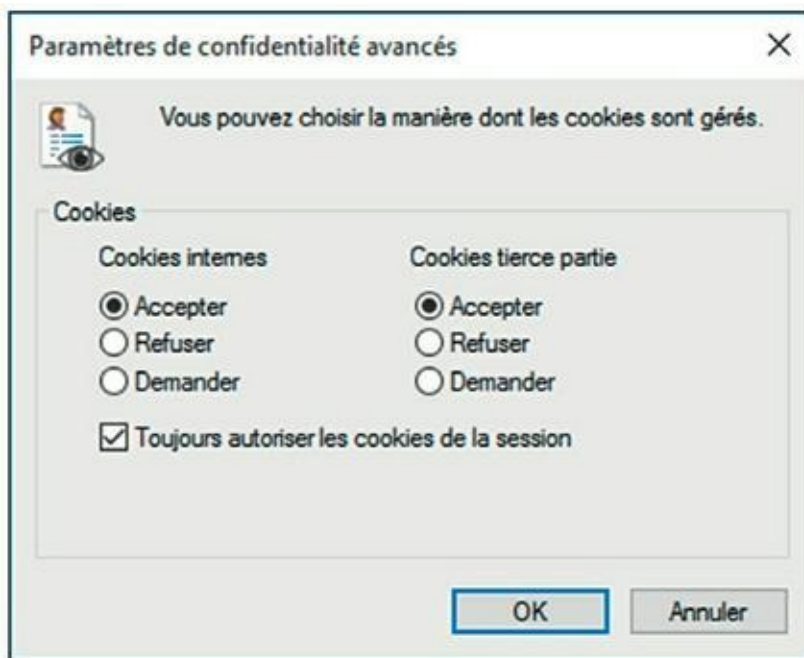 Paramètres de confidentialité avancés
Vous pouvez choisir la manière dont les cookies sont gérés.
Cookies
Cookies internes
Accepter
Refuser
Demander
Cookies tierce partie
Accepter
Refuser
Demander
Toujours autoriser les cookies de la session
OK
Annuler